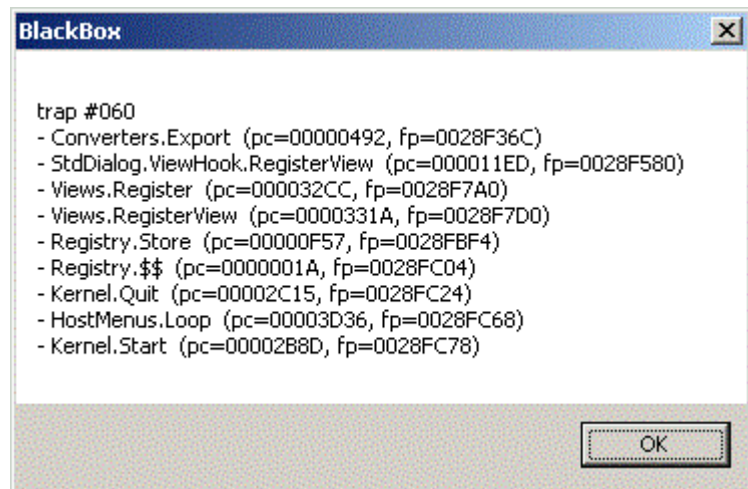 BlackBox
trap #060
- Converters.Export (pc=00000492, fp=0028F36C)
- StdDialog.ViewHook.RegisterView (pc=000011ED, fp=0028F580)
- Views.Register (pc=000032CC, fp=0028F7A0)
- Views.RegisterView (pc=0000331A, fp=0028F7D0)
- Registry.Store (pc=00000F57, fp=0028FBF4)
- Registry.$$ (pc=0000001A, fp=0028FC04)
- Kernel.Quit (pc=00002C15, fp=0028FC24)
- HostMenus.Loop (pc=00003D36, fp=0028FC68)
- Kernel.Start (pc=00002B8D, fp=0028FC78)
OK